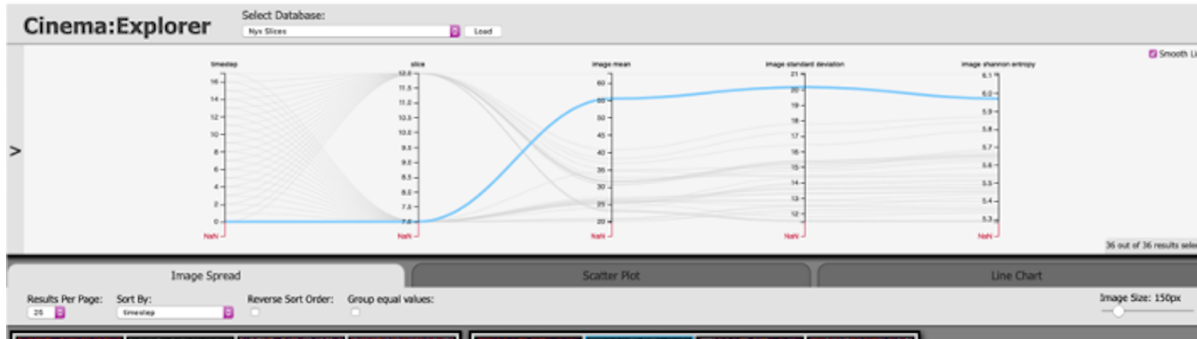 Cinema:Explorer
Select Database:
Nyx Slices
Load
Smooth Li
timestep
slice
image mean
image standard deviation
image shannon entropy
16
14
12
10
8
6
4
2
0
NaN
12.0
11.5
11.0
10.5
10.0
9.5
9.0
8.5
8.0
7.5
7.0
NaN
60
55
50
45
40
35
30
25
20
NaN
21
20
19
18
17
16
15
14
13
12
NaN
6.1
6.0
5.9
5.8
5.7
5.6
5.5
5.4
5.3
NaN
>
36 out of 36 results selec
Image Spread
Scatter Plot
Line Chart
Results Per Page:
25
Sort By:
timestep
Reverse Sort Order:
Group equal values:
Image Size: 150px